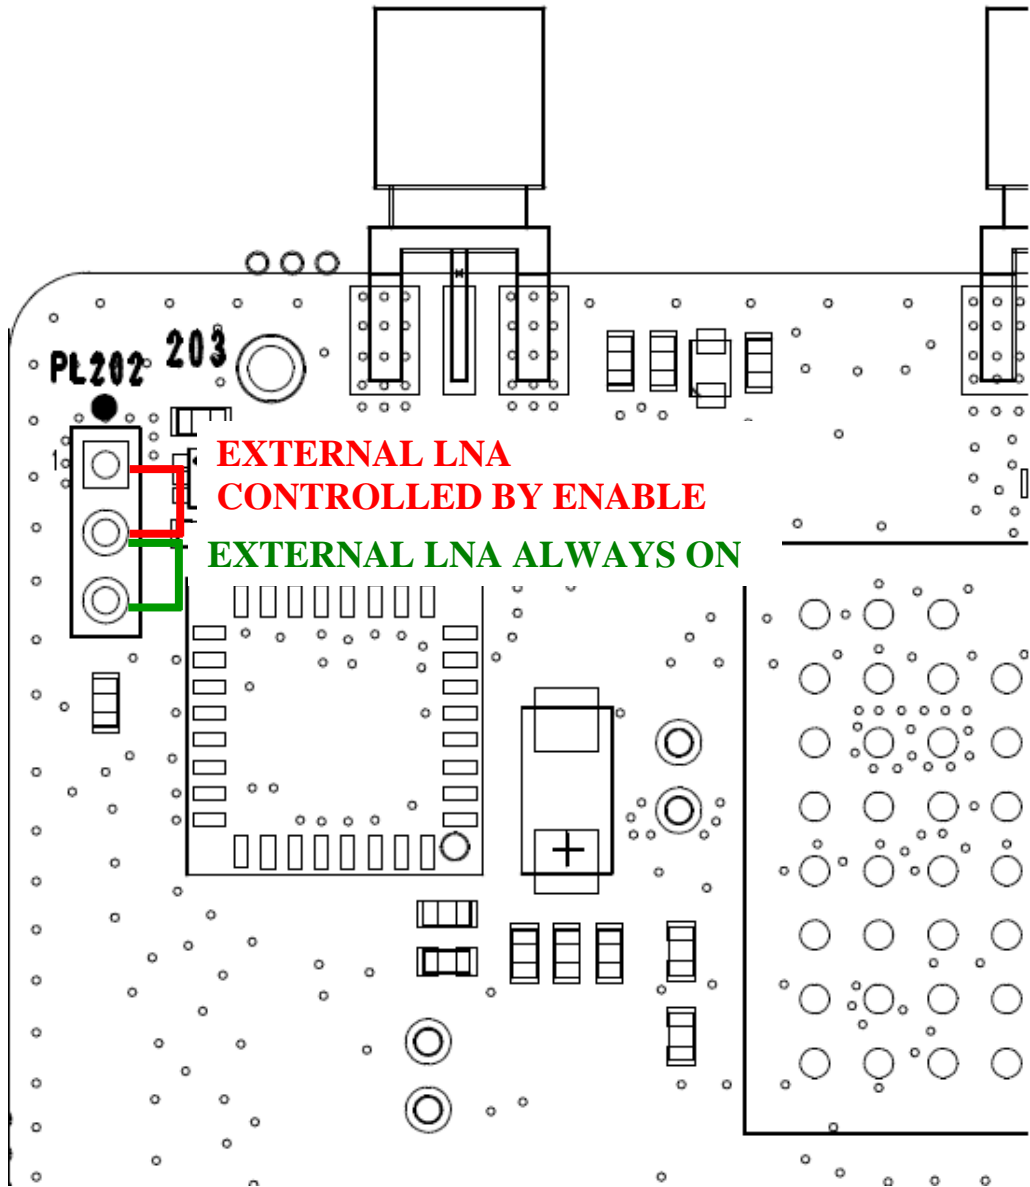 203
PL202
1
EXTERNAL LNA
CONTROLLED BY ENABLE
EXTERNAL LNA ALWAYS ON